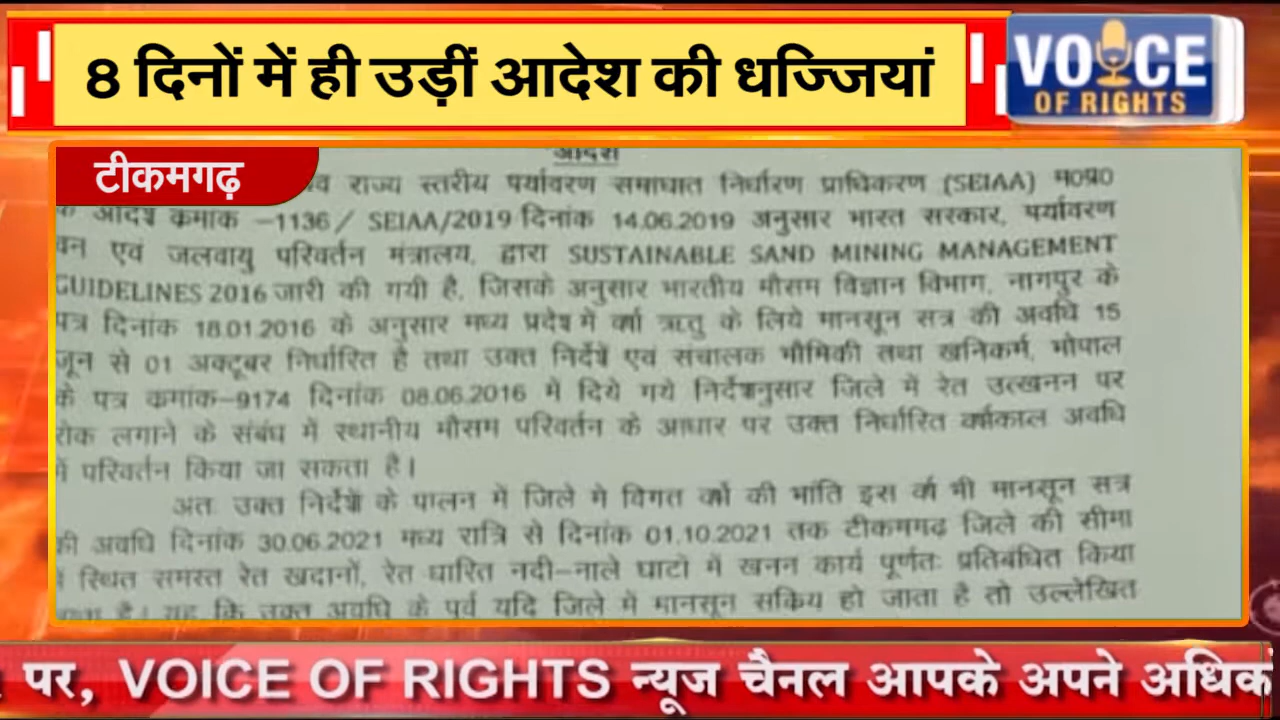 8 दिनों में ही उड़ीं आदेश की धज्जियां
VOICE
OF RIGHTS
टीकमगढ़
आदेश
राज्य स्तरीय पर्यावरण समाघात निर्धारण प्राधिकरण (SEIAA) म0प्र0
के आदेश कमांक –1136/ SEIAA/2019 दिनांक 14.06.2019 अनुसार भारत सरकार, पर्यावरण
वन एवं जलवायु परिवर्तन मंत्रालय, द्वारा SUSTAINABLE SAND MINING MANAGEMENT
GUIDELINES 2016 जारी की गयी है, जिसके अनुसार भारतीय मौसम विज्ञान विभाग, नागपुर के
पत्र दिनांक 18.01.2016 के अनुसार मध्य प्रदेश में वर्षा ऋतु के लिये मानसून सत्र की अवधि 15
जून से 01 अक्टूबर निर्धारित है तथा उक्त निर्देशों एवं संचालक भौमिकी तथा खनिकर्म, भोपाल
के पत्र कमांक–9174 दिनांक 08.06.2016 में दिये गये निर्देशानुसार जिले में रेत उत्खनन पर
रोक लगाने के संबंध में स्थानीय मौसम परिवर्तन के आधार पर उक्त निर्धारित वर्षाकाल अवधि
में परिवर्तन किया जा सकता है।
अतः उक्त निर्देशों के पालन में जिले मे विगत वर्षो की भांति इस वर्ष भी मानसून सत्र
की अवधि दिनांक 30.06.2021 मध्य रात्रि से दिनांक 01.10.2021 तक टीकमगढ़ जिले की सीमा
में स्थित समस्त रेत खदानों, रेत धारित नदी–नाले घाटो में खनन कार्य पूर्णतः प्रतिबंधित किया
जाता है। यह कि उक्त अवधि के पूर्व यदि जिले में मानसून सकिय हो जाता है तो उल्लेखित
पर, VOICE OF RIGHTS न्यूज चैनल आपके अपने अधिक